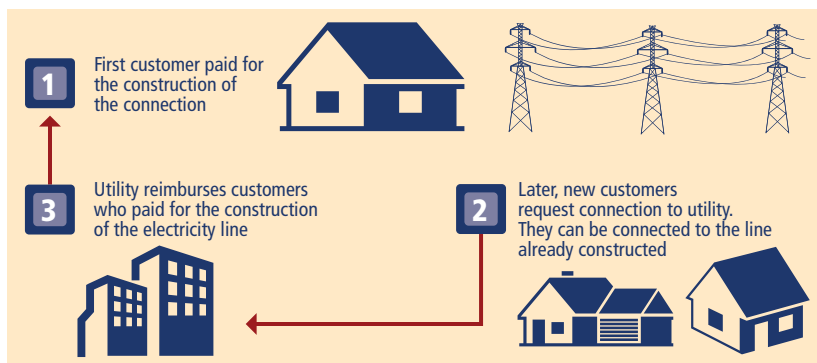 1
First customer paid for
the construction of
the connection
3
Utility reimburses customers
who paid for the construction
of the electricity line
2
Later, new customers
request connection to utility.
They can be connected to the line
already constructed